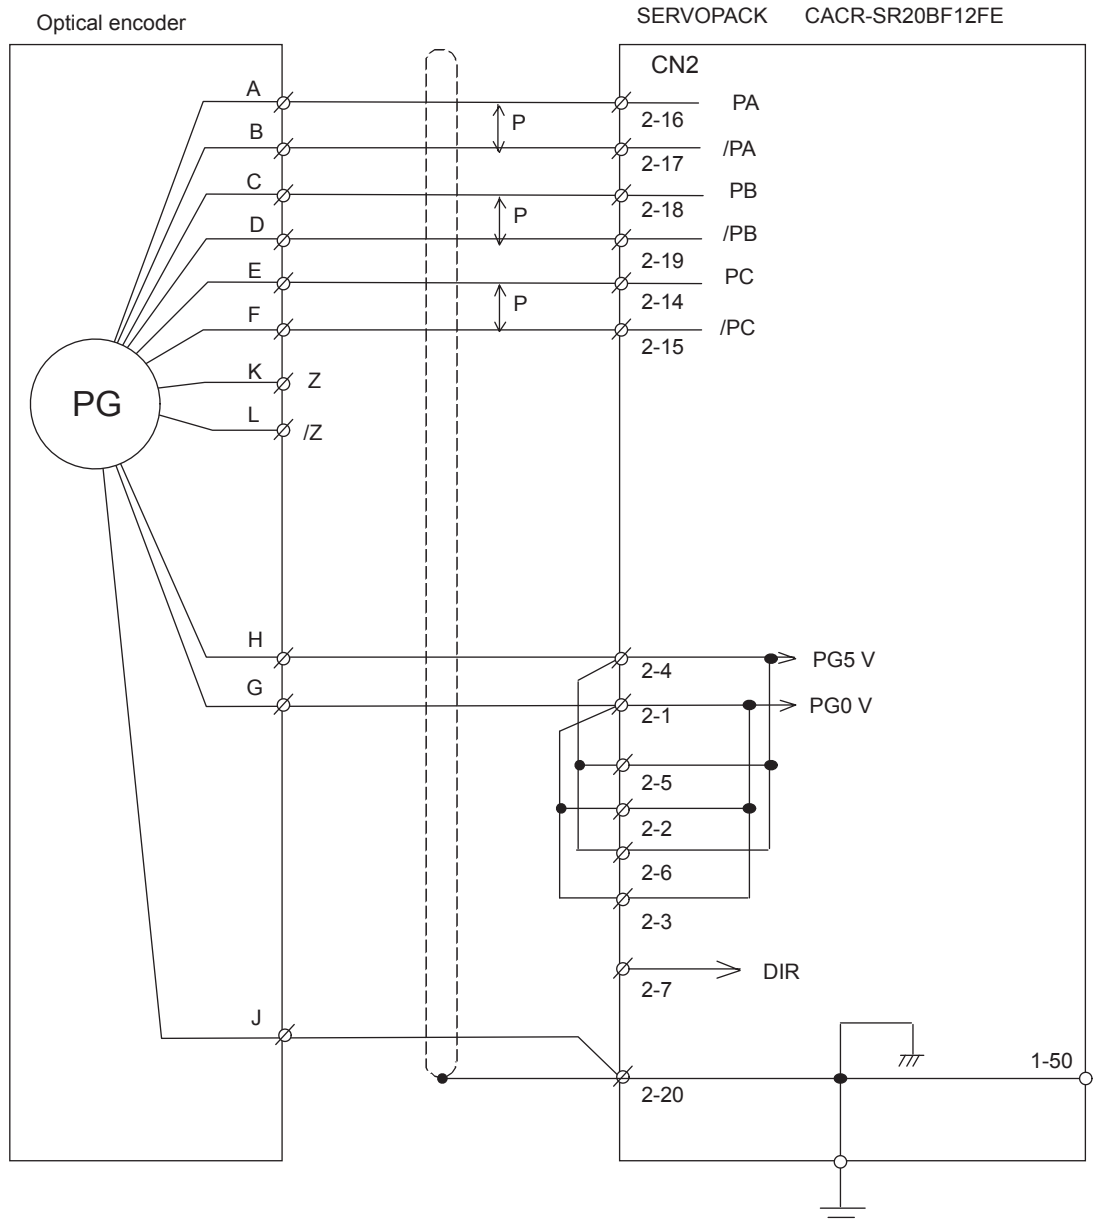 Optical encoder
SERVOPACK CACR-SR20BF12FE
CN2
A
2-16
PA
P
B
2-17
/PA
C
2-18
PB
P
D
2-19
/PB
E
2-14
PC
P
F
2-15
/PC
K
Z
L
/Z
PG
H
2-4
PG5 V
G
2-1
PG0 V
2-5
2-2
2-6
2-3
2-7
DIR
J
2-20
1-50